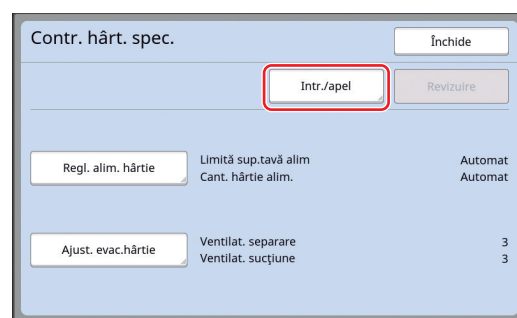 Contr. hârt. spec.
Închide
Intr./apel
Revizuire
Regl. alim. hârtie
Limită sup.tavă alim
Automat
Cant. hârtie alim.
Automat
Ajust. evac.hârtie
Ventilat. separare
3
Ventilat. sucţiune
3